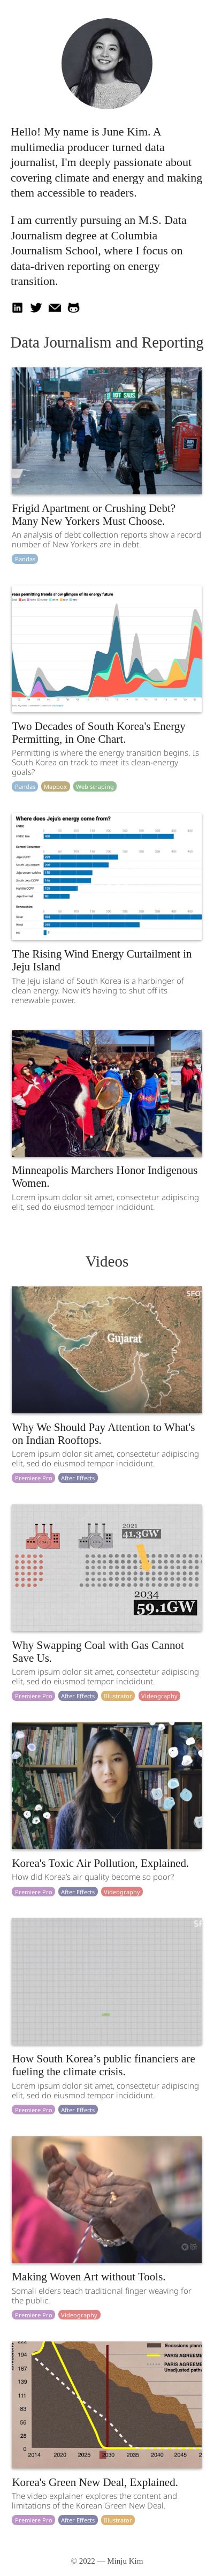 Hello! My name is June Kim. A
multimedia producer turned data
journalist, I'm deeply passionate about
covering climate and energy and making
them accessible to readers.
I am currently pursuing an M.S. Data
Journalism degree at Columbia
Journalism School, where I focus on
data-driven reporting on energy
transition.
Data Journalism and Reporting
HOT SALADS
Frigid Apartment or Crushing Debt?
Many New Yorkers Must Choose.
An analysis of debt collection reports show a record
number of New Yorkers are in debt.
Pandas
rea's permitting trends show glimpses of its energy future
Two Decades of South Korea's Energy
Permitting, in One Chart.
Permitting is where the energy transition begins. Is
South Korea on track to meet its clean-energy
goals?
Pandas Mapbox Web scraping
Where does Jeju's energy come from?
The Rising Wind Energy Curtailment in
Jeju Island
The Jeju island of South Korea is a harbinger of
clean energy. Now it's having to shut off its
renewable power.
Minneapolis Marchers Honor Indigenous
Women.
Lorem ipsum dolor sit amet, consectetur adipiscing
elit, sed do eiusmod tempor incididunt.
Videos
SFO
Gujarat
Why We Should Pay Attention to What's
on Indian Rooftops.
Lorem ipsum dolor sit amet, consectetur adipiscing
elit, sed do eiusmod tempor incididunt.
Premiere Pro After Effects
2021
41.3GW
2034
59.1GW
Why Swapping Coal with Gas Cannot
Save Us.
Lorem ipsum dolor sit amet, consectetur adipiscing
elit, sed do eiusmod tempor incididunt.
Premiere Pro After Effects Illustrator Videography
Korea's Toxic Air Pollution, Explained.
How did Korea's air quality become so poor?
Premiere Pro After Effects Videography
How South Korea’s public financiers are
fueling the climate crisis.
Lorem ipsum dolor sit amet, consectetur adipiscing
elit, sed do eiusmod tempor incididunt.
Premiere Pro After Effects
Making Woven Art without Tools.
Somali elders teach traditional finger weaving for
the public.
Premiere Pro Videography
194
167
139
111
83
56
28
0
2014 2020 2025 2030 2035 2040 2045
Emissions plann
PARIS AGREEME
PARIS AGREEME
Unadjusted path
Korea's Green New Deal, Explained.
The video explainer explores the content and
limitations of the Korean Green New Deal.
Premiere Pro After Effects Illustrator
© 2022 — Minju Kim